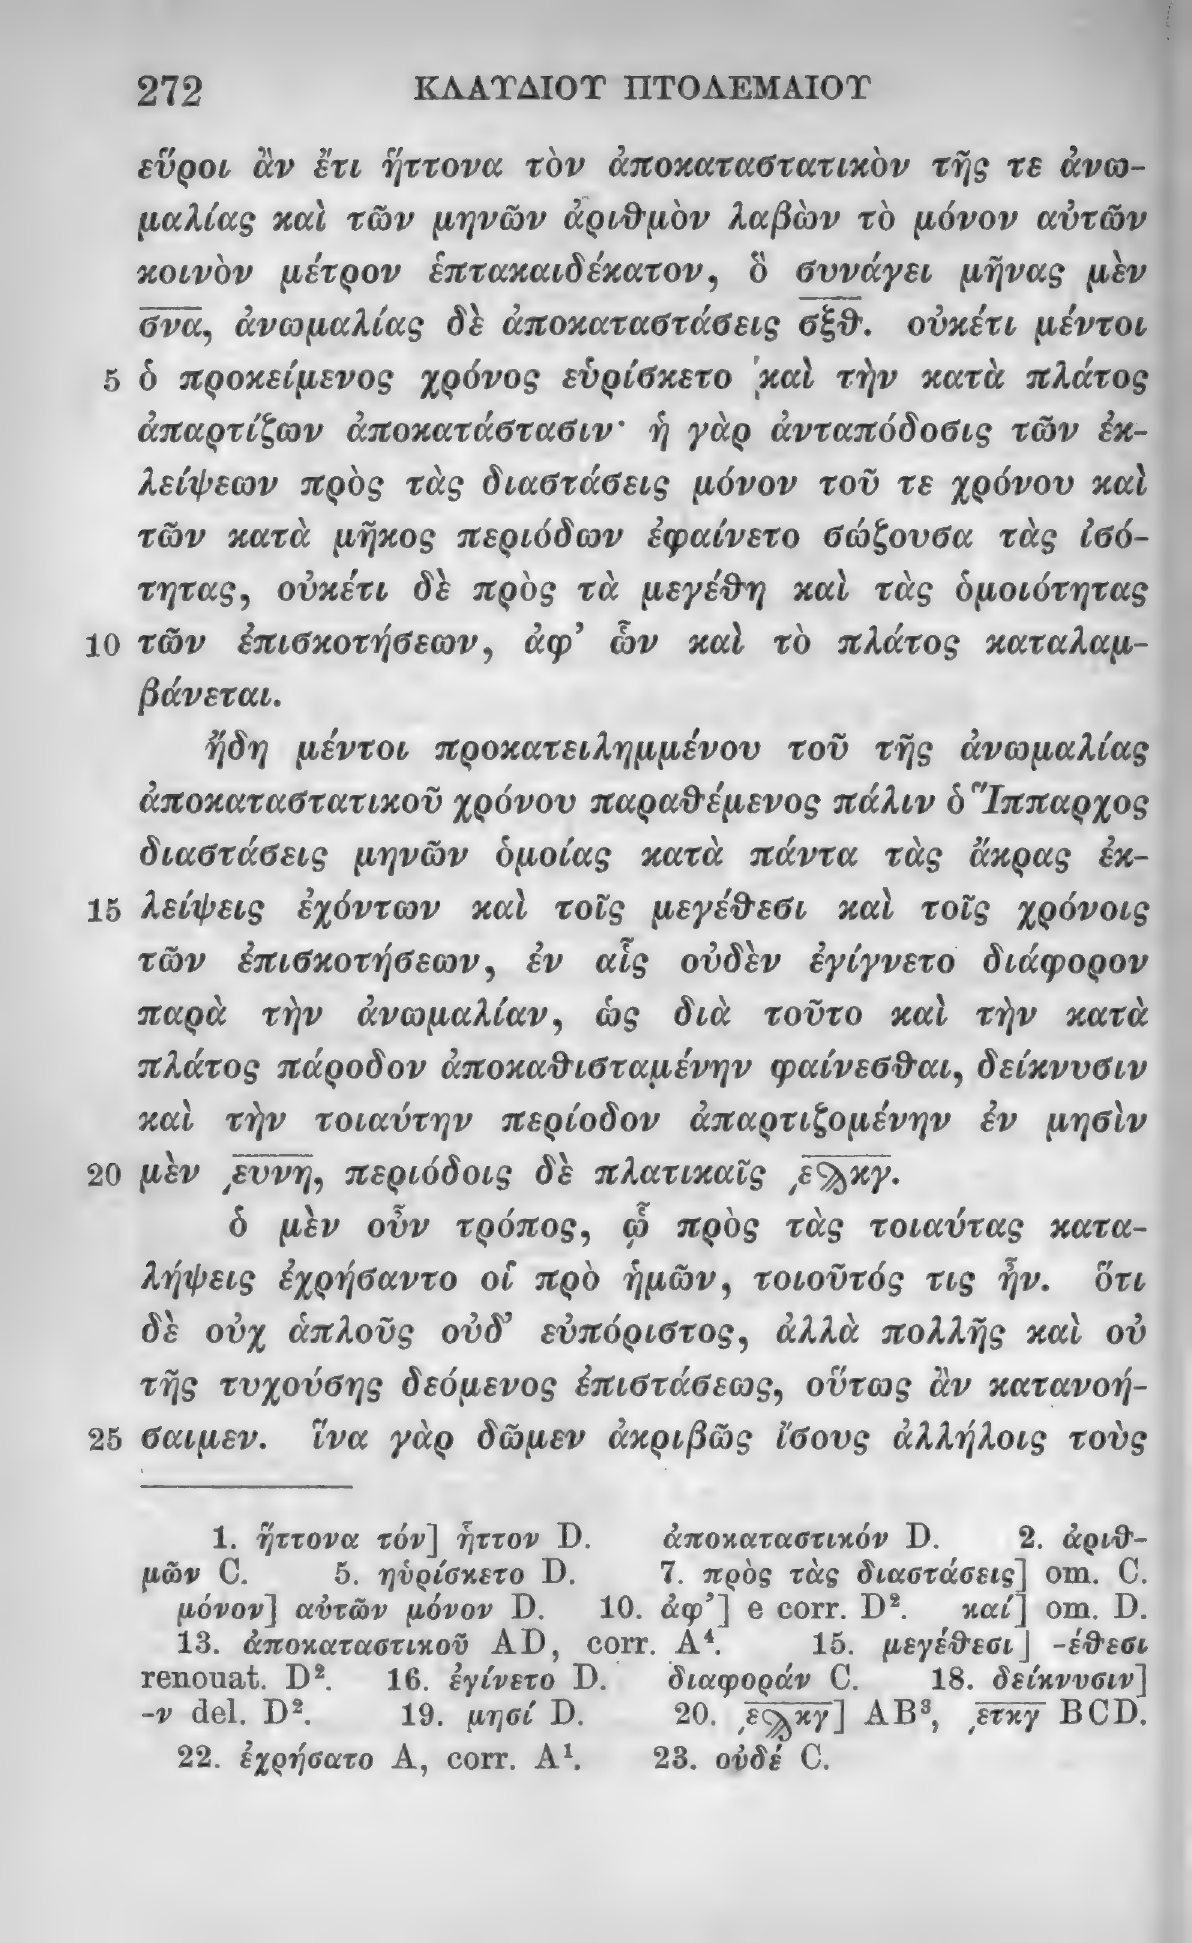 272 ΚΛΑΥΔΙΟΥ ΠΤΟΛΕΜΑΙΟΥ
εὕροι ἂν ἔτι ἥττονα τὸν ἀποκαταστατικὸν τῆς τε ἀνω-
μαλίας καὶ τῶν μηνῶν ἀριθμὸν λαβὼν τὸ μόνον αὐτῶν
κοινὸν μέτρον ἑπτακαιδέκατον, ὃ συνάγει μῆνας μὲν
σ̅ν̅α̅, ἀνωμαλίας δὲ ἀποκαταστάσεις σ̅ξ̅θ̅. οὐκέτι μέντοι
5 ὁ προκείμενος χρόνος εὑρίσκετο καὶ τὴν κατὰ πλάτος
ἀπαρτίζων ἀποκατάστασιν· ἡ γὰρ ἀνταπόδοσις τῶν ἐκ-
λείψεων πρὸς τὰς διαστάσεις μόνον τοῦ τε χρόνου καὶ
τῶν κατὰ μῆκος περιόδων ἐφαίνετο σώζουσα τὰς ἰσό-
τητας, οὐκέτι δὲ πρὸς τὰ μεγέθη καὶ τὰς ὁμοιότητας
10 τῶν ἐπισκοτήσεων, ἀφ’ ὧν καὶ τὸ πλάτος καταλαμ-
βάνεται.
ἤδη μέντοι προκατειλημμένου τοῦ τῆς ἀνωμαλίας
ἀποκαταστατικοῦ χρόνου παραθέμενος πάλιν ὁ Ἵππαρχος
διαστάσεις μηνῶν ὁμοίας κατὰ πάντα τὰς ἄκρας ἐκ-
15 λείψεις ἐχόντων καὶ τοῖς μεγέθεσι καὶ τοῖς χρόνοις
τῶν ἐπισκοτήσεων, ἐν αἷς οὐδὲν ἐγίγνετο διάφορον
παρὰ τὴν ἀνωμαλίαν, ὡς διὰ τοῦτο καὶ τὴν κατὰ
πλάτος πάροδον ἀποκαθισταμένην φαίνεσθαι, δείκνυσιν
καὶ τὴν τοιαύτην περίοδον ἀπαρτιζομένην ἐν μησὶν
20 μὲν ͵ε̅υ̅ν̅η̅, περιόδοις δὲ πλατικαῖς ͵ε̅ϡ̅κ̅γ̅.
ὁ μὲν οὖν τρόπος, ᾧ πρὸς τὰς τοιαύτας κατα-
λήψεις ἐχρήσαντο οἱ πρὸ ἡμῶν, τοιοῦτός τις ἦν. ὅτι
δὲ οὐχ ἁπλοῦς οὐδ’ εὐπόριστος, ἀλλὰ πολλῆς καὶ οὐ
τῆς τυχούσης δεόμενος ἐπιστάσεως, οὕτως ἂν κατανοή-
25 σαιμεν. ἵνα γὰρ δῶμεν ἀκριβῶς ἴσους ἀλλήλοις τοὺς
1. ἥττονα τόν] ἧττον D. ἀποκαταστικόν D. 2. ἀριθ-
μῶν C. 5. ηὑρίσκετο D. 7. πρὸς τὰς διαστάσεις] om. C.
μόνον] αὐτῶν μόνον D. 10. ἀφ’] e corr. D². καί] om. D.
13. ἀποκαταστικοῦ AD, corr. A⁴. 15. μεγέθεσι] -έθεσι
renouat. D². 16. ἐγίνετο D. διαφοράν C. 18. δείκνυσιν]
-ν del. D². 19. μησί D. 20. ͵ε̅ϡ̅κ̅γ̅] AB³, ͵ε̅τ̅κ̅γ̅ BCD.
22. ἐχρήσατο A, corr. A¹. 23. οὐδέ C.